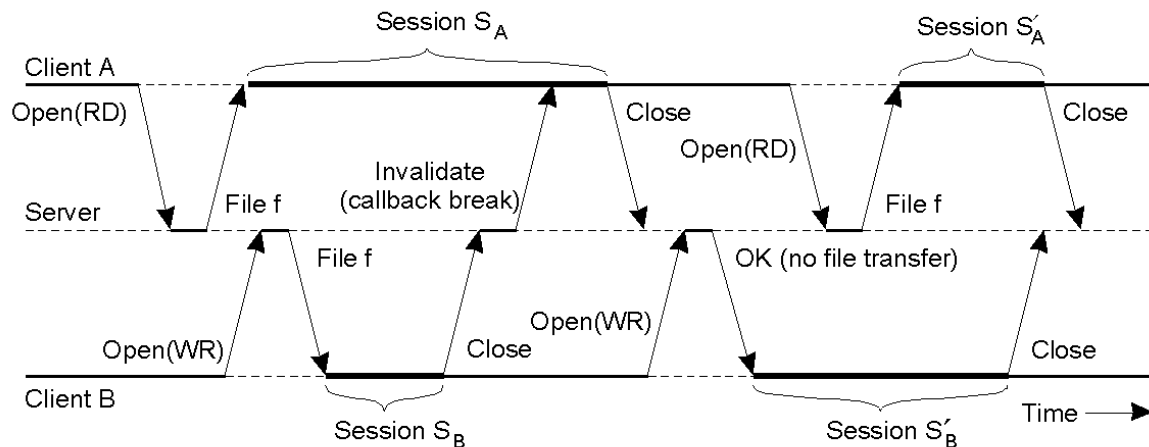 Session S_A
Session S′_A
Client A
Open(RD)
Close
Close
Open(RD)
Invalidate
(callback break)
File f
File f
Server
File f
OK (no file transfer)
Open(WR)
Open(WR)
Close
Close
Client B
Time
Session S_B
Session S′_B